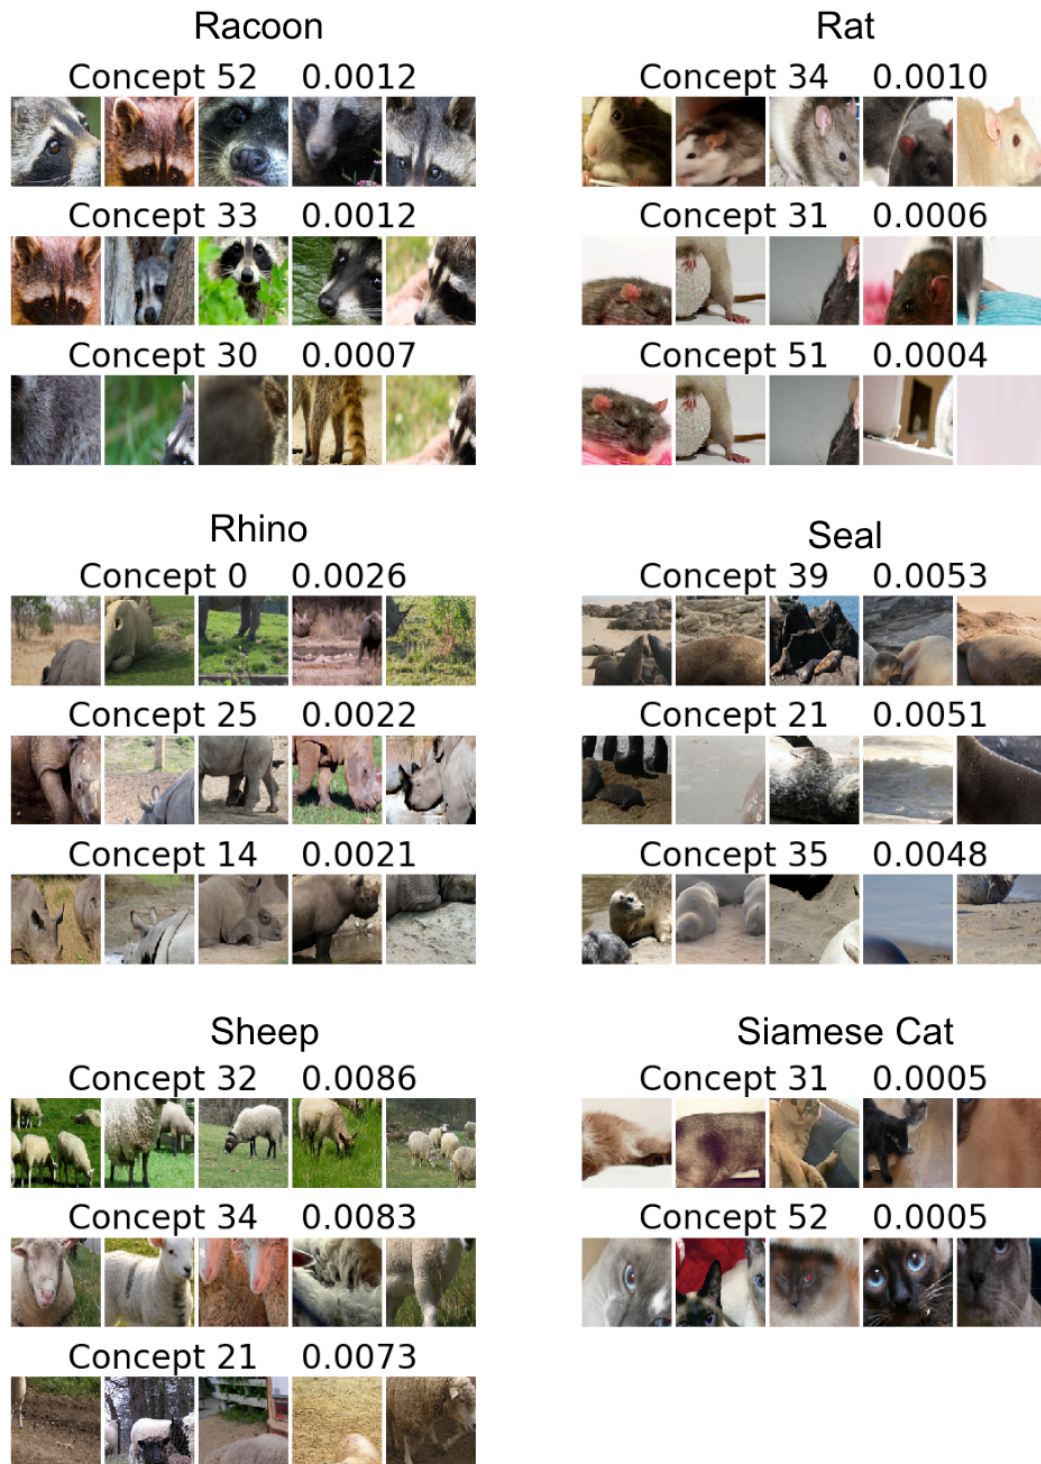 Racoon
Concept 52 0.0012
Concept 33 0.0012
Concept 30 0.0007
Rat
Concept 34 0.0010
Concept 31 0.0006
Concept 51 0.0004
Rhino
Concept 0 0.0026
Concept 25 0.0022
Concept 14 0.0021
Seal
Concept 39 0.0053
Concept 21 0.0051
Concept 35 0.0048
Sheep
Concept 32 0.0086
Concept 34 0.0083
Concept 21 0.0073
Siamese Cat
Concept 31 0.0005
Concept 52 0.0005